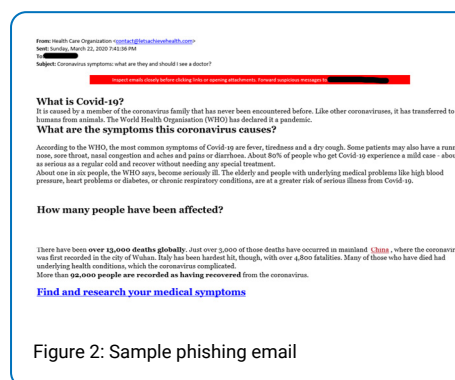 From: Health Care Organization <contact@letsachievehealth.com>
Sent: Sunday, March 22, 2020 7:41:36 PM
To:
Subject: Coronavirus symptoms: what are they and should I see a doctor?
Inspect emails closely before clicking links or opening attachments. Forward suspicious messages to
What is Covid-19?
It is caused by a member of the coronavirus family that has never been encountered before. Like other coronaviruses, it has transferred to
humans from animals. The World Health Organisation (WHO) has declared it a pandemic.
What are the symptoms this coronavirus causes?
According to the WHO, the most common symptoms of Covid-19 are fever, tiredness and a dry cough. Some patients may also have a runn
nose, sore throat, nasal congestion and aches and pains or diarrhoea. About 80% of people who get Covid-19 experience a mild case - abou
as serious as a regular cold and recover without needing any special treatment.
About one in six people, the WHO says, become seriously ill. The elderly and people with underlying medical problems like high blood
pressure, heart problems or diabetes, or chronic respiratory conditions, are at a greater risk of serious illness from Covid-19.
How many people have been affected?
There have been over 13,000 deaths globally. Just over 3,000 of those deaths have occurred in mainland China , where the coronavir
was first recorded in the city of Wuhan. Italy has been hardest hit, though, with over 4,800 fatalities. Many of those who have died had
underlying health conditions, which the coronavirus complicated.
More than 92,000 people are recorded as having recovered from the coronavirus.
Find and research your medical symptoms
Figure 2: Sample phishing email